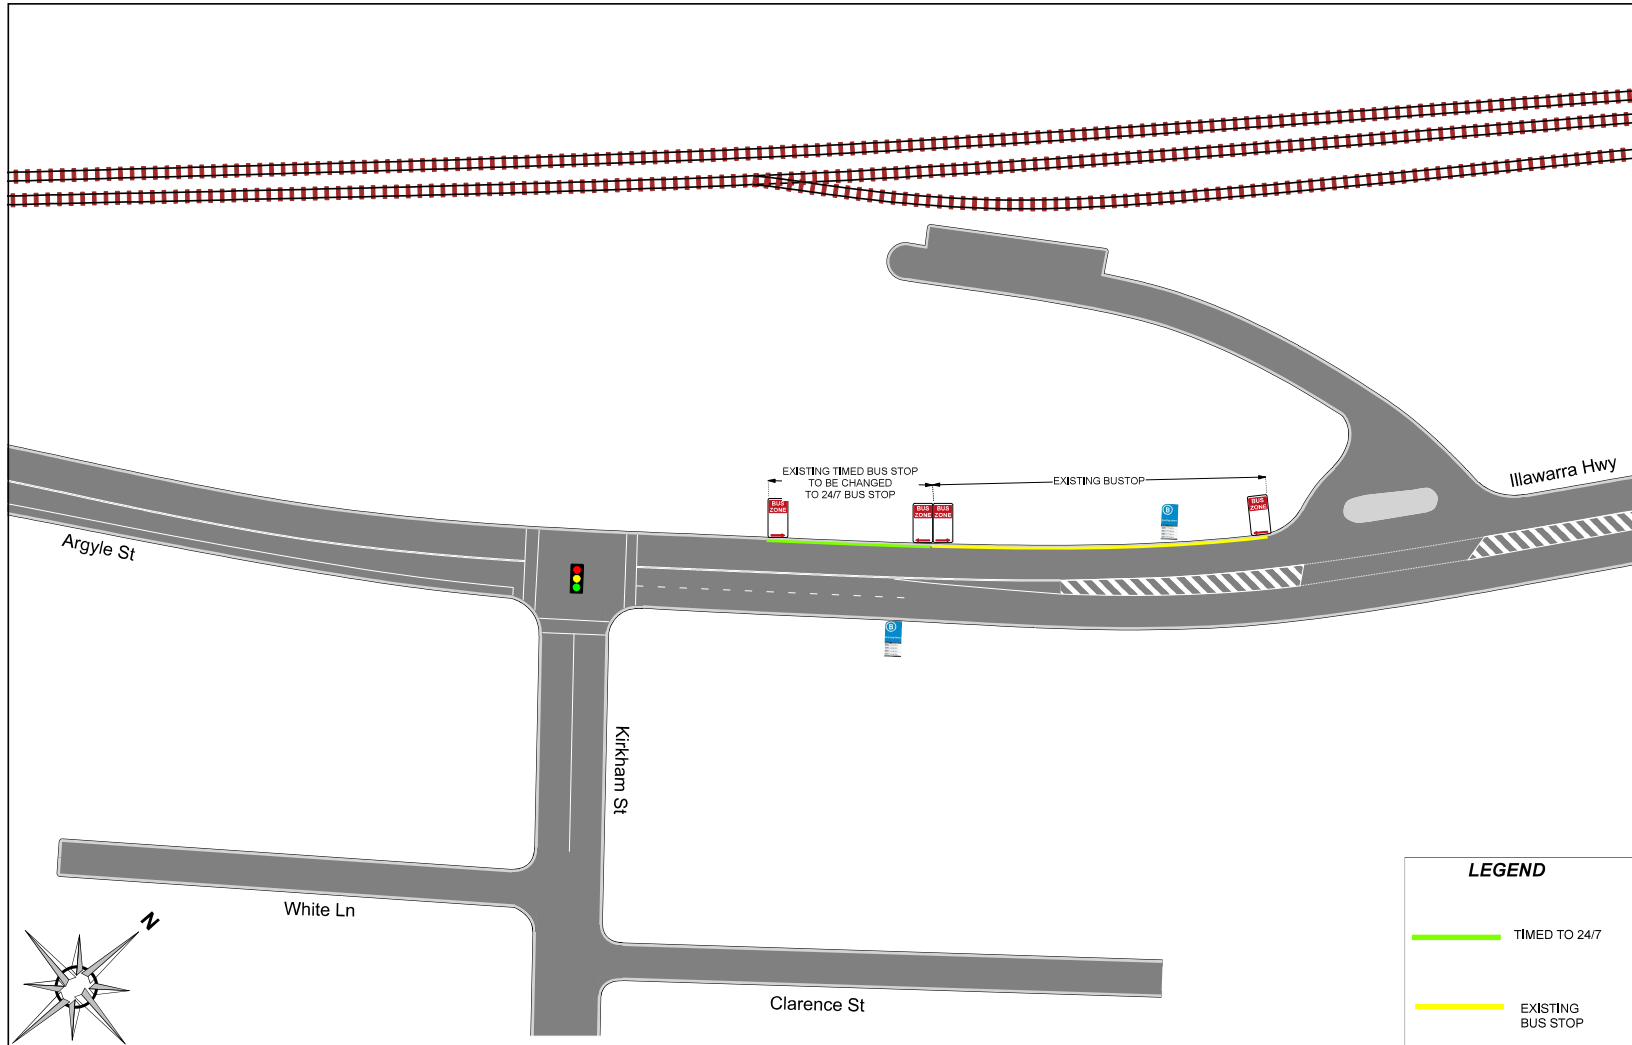 Illawarra Hwy
EXISTING TIMED BUS STOP
TO BE CHANGED
TO 24/7 BUS STOP
EXISTING BUSTOP
BUS
ZONE
BUS
ZONE
BUS
ZONE
BUS
ZONE
B
Argyle St
B
Kirkham St
White Ln
Clarence St
N
LEGEND
TIMED TO 24/7
EXISTING
BUS STOP